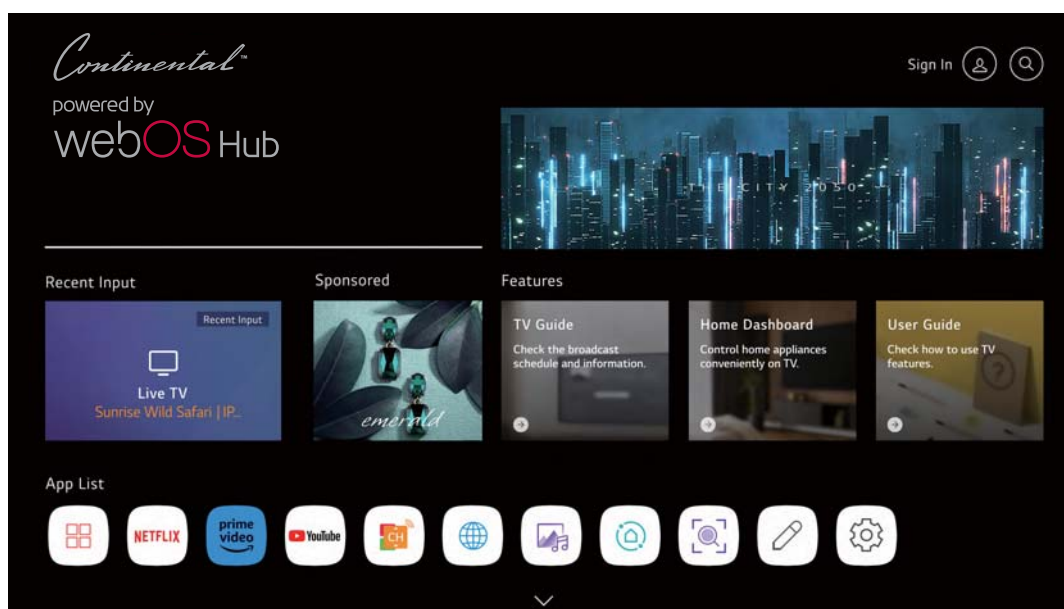 Continental™
Sign In
powered by
webOS Hub
THE CITY 2050
Recent Input
Sponsored
Features
Recent Input
Live TV
Sunrise Wild Safari | IP...
emerald
TV Guide
Check the broadcast
schedule and information.
Home Dashboard
Control home appliances
conveniently on TV.
User Guide
Check how to use TV
features.
?
App List
NETFLIX
prime
video
YouTube
CH